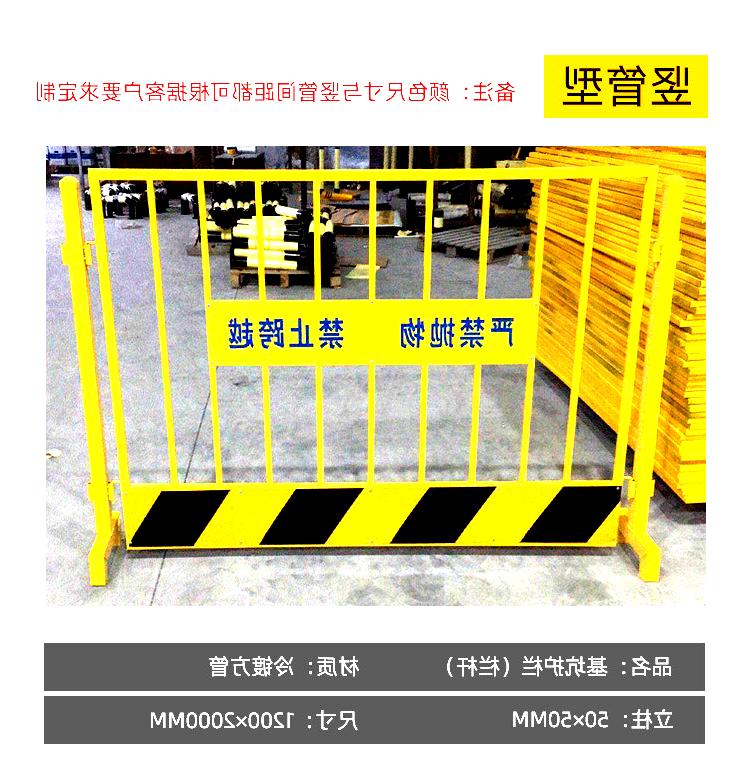 竖管型
备注：颜色尺寸与竖管间距都可根据客户要求定制
严禁抛物 禁止跨越
品名：基坑护栏（栏杆） 材质：冷镀方管
立柱：50×50MM 尺寸：1200×2000MM